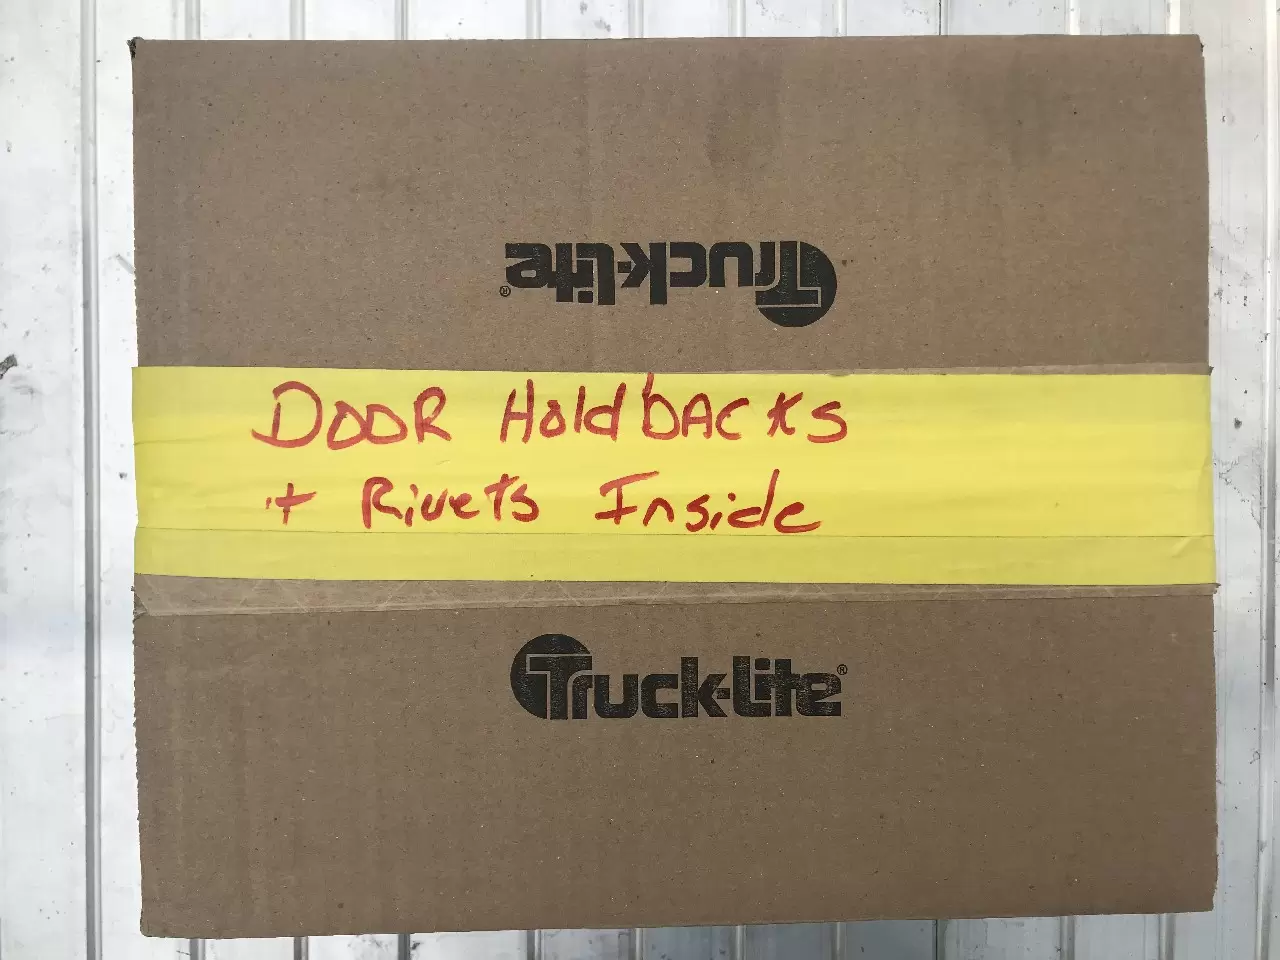 Truck-Lite®
DOOR HoldbACKS
+ Rivets Inside
Truck-Lite®